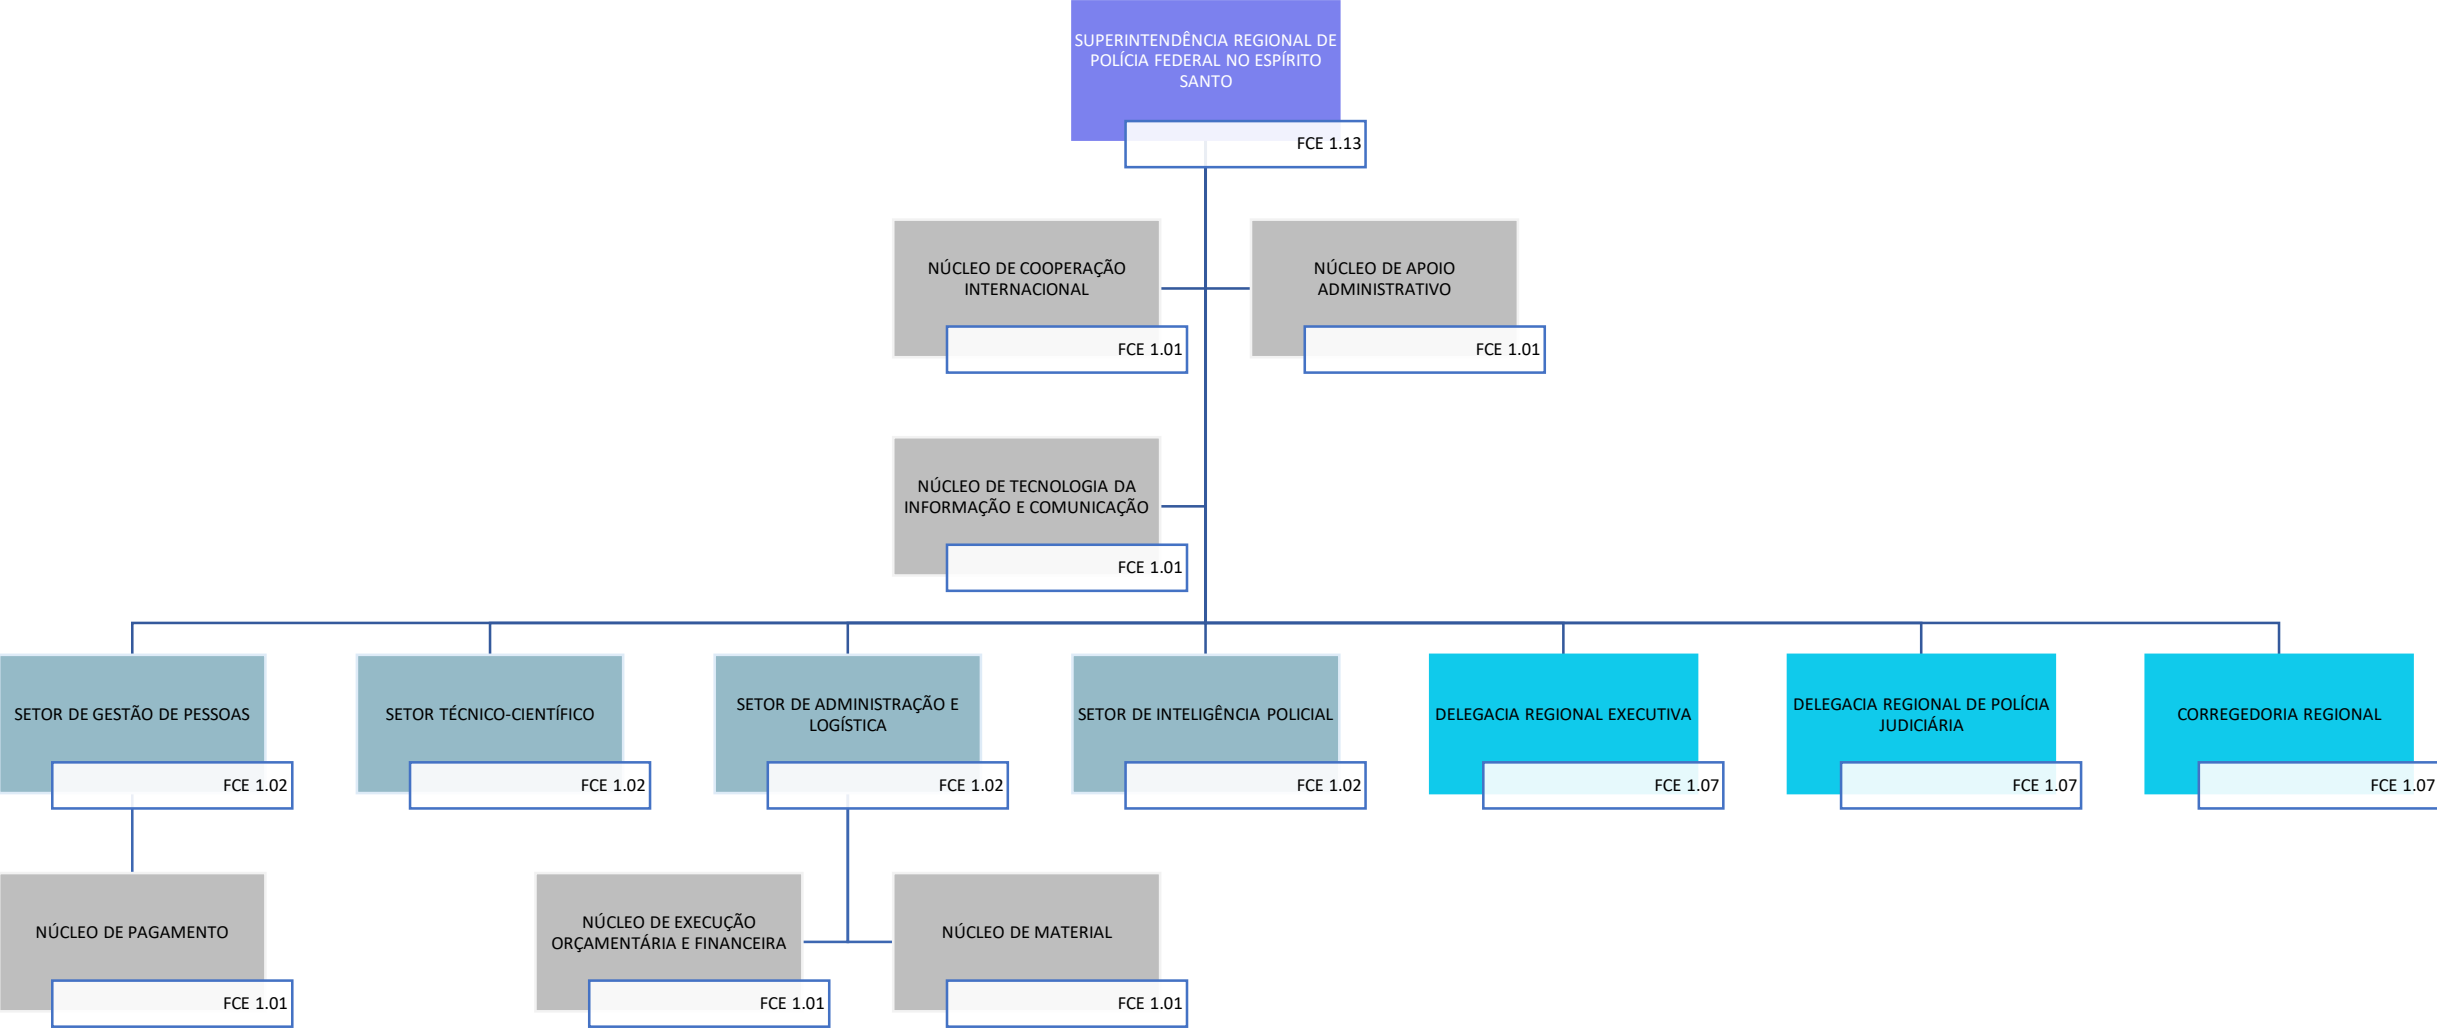 SUPERINTENDÊNCIA REGIONAL DE
POLÍCIA FEDERAL NO ESPÍRITO
SANTO
FCE 1.13
NÚCLEO DE COOPERAÇÃO
INTERNACIONAL
FCE 1.01
NÚCLEO DE APOIO
ADMINISTRATIVO
FCE 1.01
NÚCLEO DE TECNOLOGIA DA
INFORMAÇÃO E COMUNICAÇÃO
FCE 1.01
SETOR DE GESTÃO DE PESSOAS
FCE 1.02
SETOR TÉCNICO-CIENTÍFICO
FCE 1.02
SETOR DE ADMINISTRAÇÃO E
LOGÍSTICA
FCE 1.02
SETOR DE INTELIGÊNCIA POLICIAL
FCE 1.02
DELEGACIA REGIONAL EXECUTIVA
FCE 1.07
DELEGACIA REGIONAL DE POLÍCIA
JUDICIÁRIA
FCE 1.07
CORREGEDORIA REGIONAL
FCE 1.07
NÚCLEO DE PAGAMENTO
FCE 1.01
NÚCLEO DE EXECUÇÃO
ORÇAMENTÁRIA E FINANCEIRA
FCE 1.01
NÚCLEO DE MATERIAL
FCE 1.01